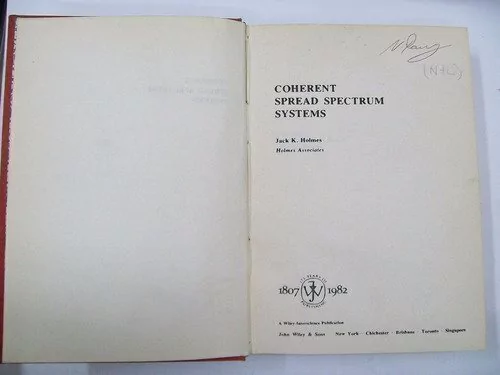 COHERENT
SPREAD SPECTRUM
SYSTEMS
Jack K. Holmes
Holmes Associates
1807 1982
A Wiley-Interscience Publication
John Wiley & Sons New York · Chichester · Brisbane · Toronto · Singapore